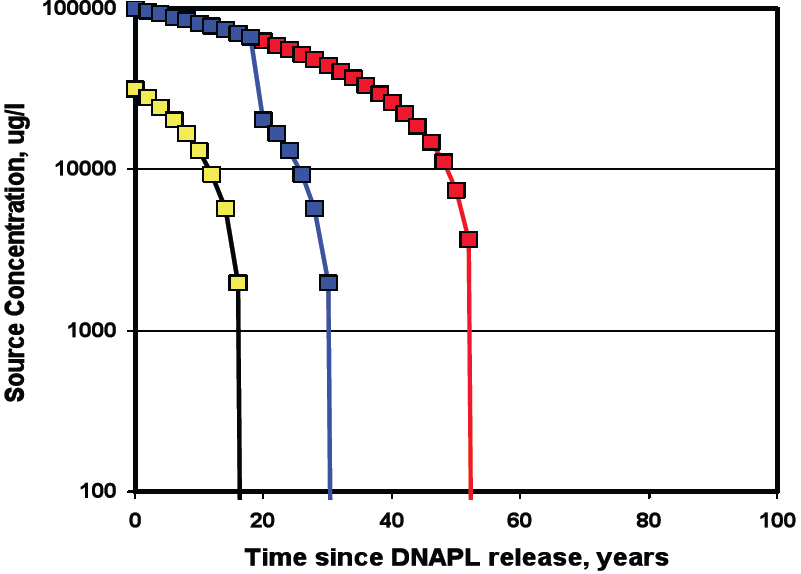 100000
10000
1000
100
Source Concentration, ug/l
0 20 40 60 80 100
Time since DNAPL release, years